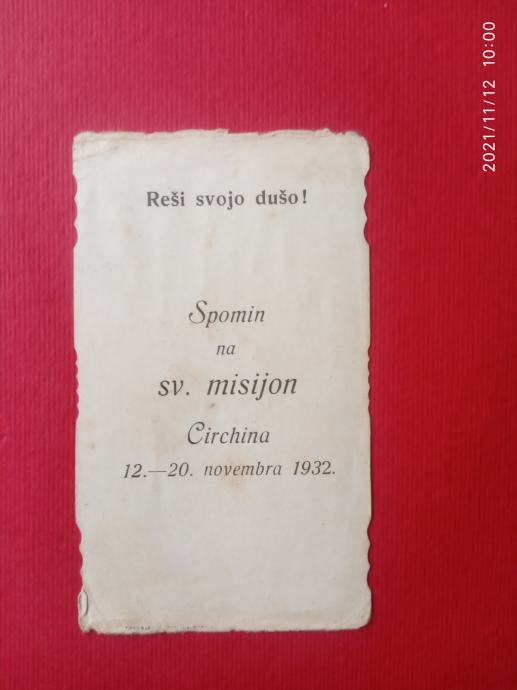 Reši svojo dušo!
Spomin
na
sv. misijon
Circhina
12.—20. novembra 1932.
2021/11/12 10:00